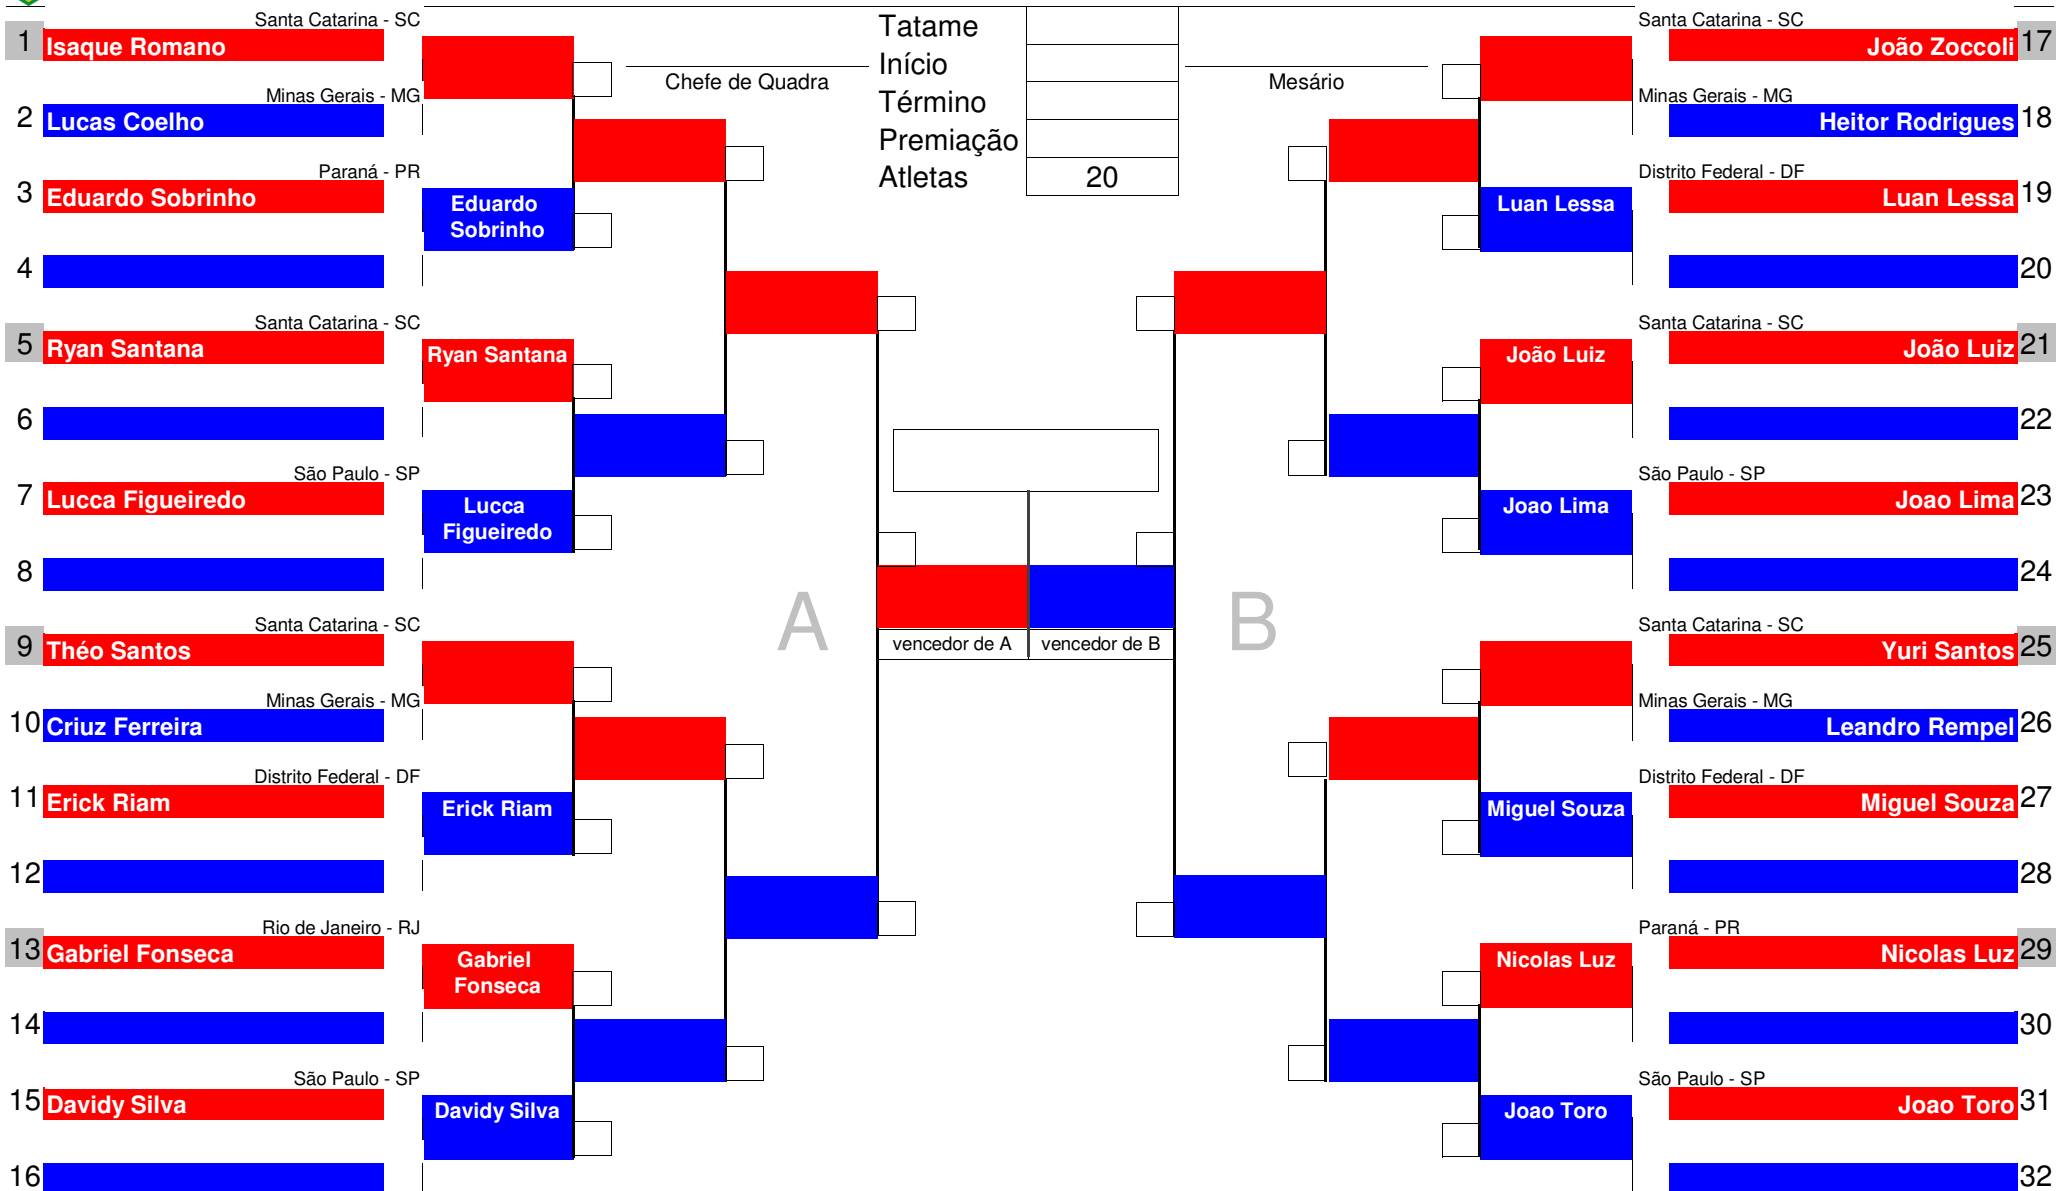 Santa Catarina - SC
1 Isaque Romano
Minas Gerais - MG
2 Lucas Coelho
Paraná - PR
3 Eduardo Sobrinho
4
Santa Catarina - SC
5 Ryan Santana
6
São Paulo - SP
7 Lucca Figueiredo
8
Santa Catarina - SC
9 Théo Santos
Minas Gerais - MG
10 Criuz Ferreira
Distrito Federal - DF
11 Erick Riam
12
Rio de Janeiro - RJ
13 Gabriel Fonseca
14
São Paulo - SP
15 Davidy Silva
16
Eduardo
Sobrinho
Ryan Santana
Lucca
Figueiredo
Erick Riam
Gabriel
Fonseca
Davidy Silva
Chefe de Quadra
Tatame
Início
Término
Premiação
Atletas 20
Mesário
A
vencedor de A
vencedor de B
B
Luan Lessa
João Luiz
Joao Lima
Miguel Souza
Nicolas Luz
Joao Toro
Santa Catarina - SC
João Zoccoli 17
Minas Gerais - MG
Heitor Rodrigues 18
Distrito Federal - DF
Luan Lessa 19
20
Santa Catarina - SC
João Luiz 21
22
São Paulo - SP
Joao Lima 23
24
Santa Catarina - SC
Yuri Santos 25
Minas Gerais - MG
Leandro Rempel 26
Distrito Federal - DF
Miguel Souza 27
28
Paraná - PR
Nicolas Luz 29
30
São Paulo - SP
Joao Toro 31
32